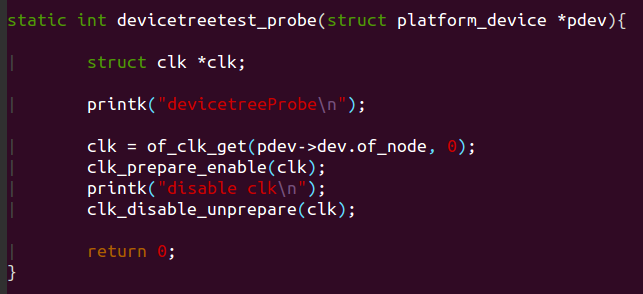 static int devicetreetest_probe(struct platform_device *pdev){
struct clk *clk;
printk("devicetreeProbe\n");
clk = of_clk_get(pdev->dev.of_node, 0);
clk_prepare_enable(clk);
printk("disable clk\n");
clk_disable_unprepare(clk);
return 0;
}